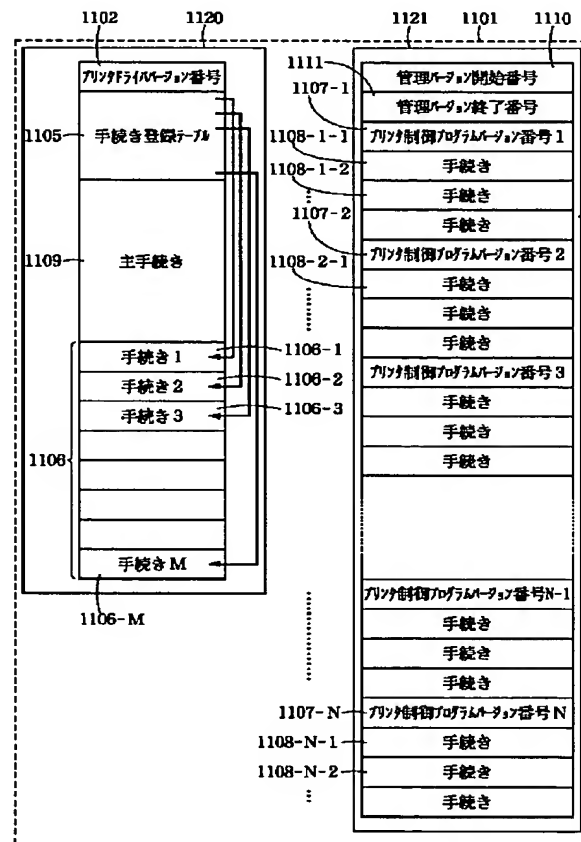 1102 1120
プリンタドライババージョン番号
1105
手続き登録テーブル
1109
主手続き
手続き1
1106-1
手続き2
1106-2
手続き3
1106-3
1106
手続きM
1106-M
1121 1101 1110
1111
管理バージョン開始番号
1107-1
管理バージョン終了番号
1108-1-1
プリンタ制御プログラムバージョン番号1
1108-1-2
手続き
手続き
1107-2
手続き
1108-2-1
プリンタ制御プログラムバージョン番号2
手続き
手続き
手続き
プリンタ制御プログラムバージョン番号3
手続き
手続き
手続き
プリンタ制御プログラムバージョン番号N-1
手続き
手続き
手続き
1107-N
プリンタ制御プログラムバージョン番号N
1108-N-1
手続き
1108-N-2
手続き
手続き